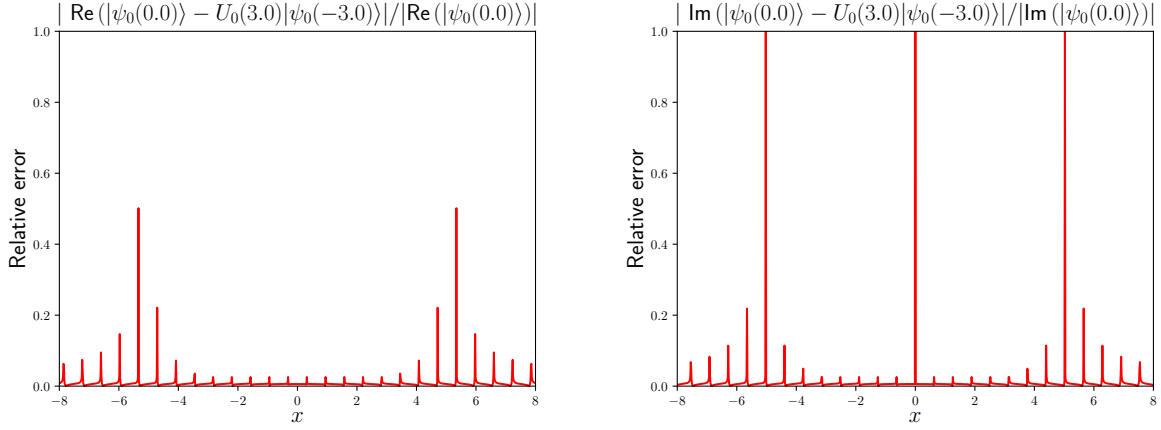 | Re (|ψ₀(0.0)⟩ − U₀(3.0)|ψ₀(−3.0)⟩|/|Re (|ψ₀(0.0)⟩)|
1.0
0.8
0.6
0.4
0.2
0.0
Relative error
−8 −6 −4 −2 0 2 4 6 8
x
| Im (|ψ₀(0.0)⟩ − U₀(3.0)|ψ₀(−3.0)⟩|/|Im (|ψ₀(0.0)⟩)|
1.0
0.8
0.6
0.4
0.2
0.0
Relative error
−8 −6 −4 −2 0 2 4 6 8
x